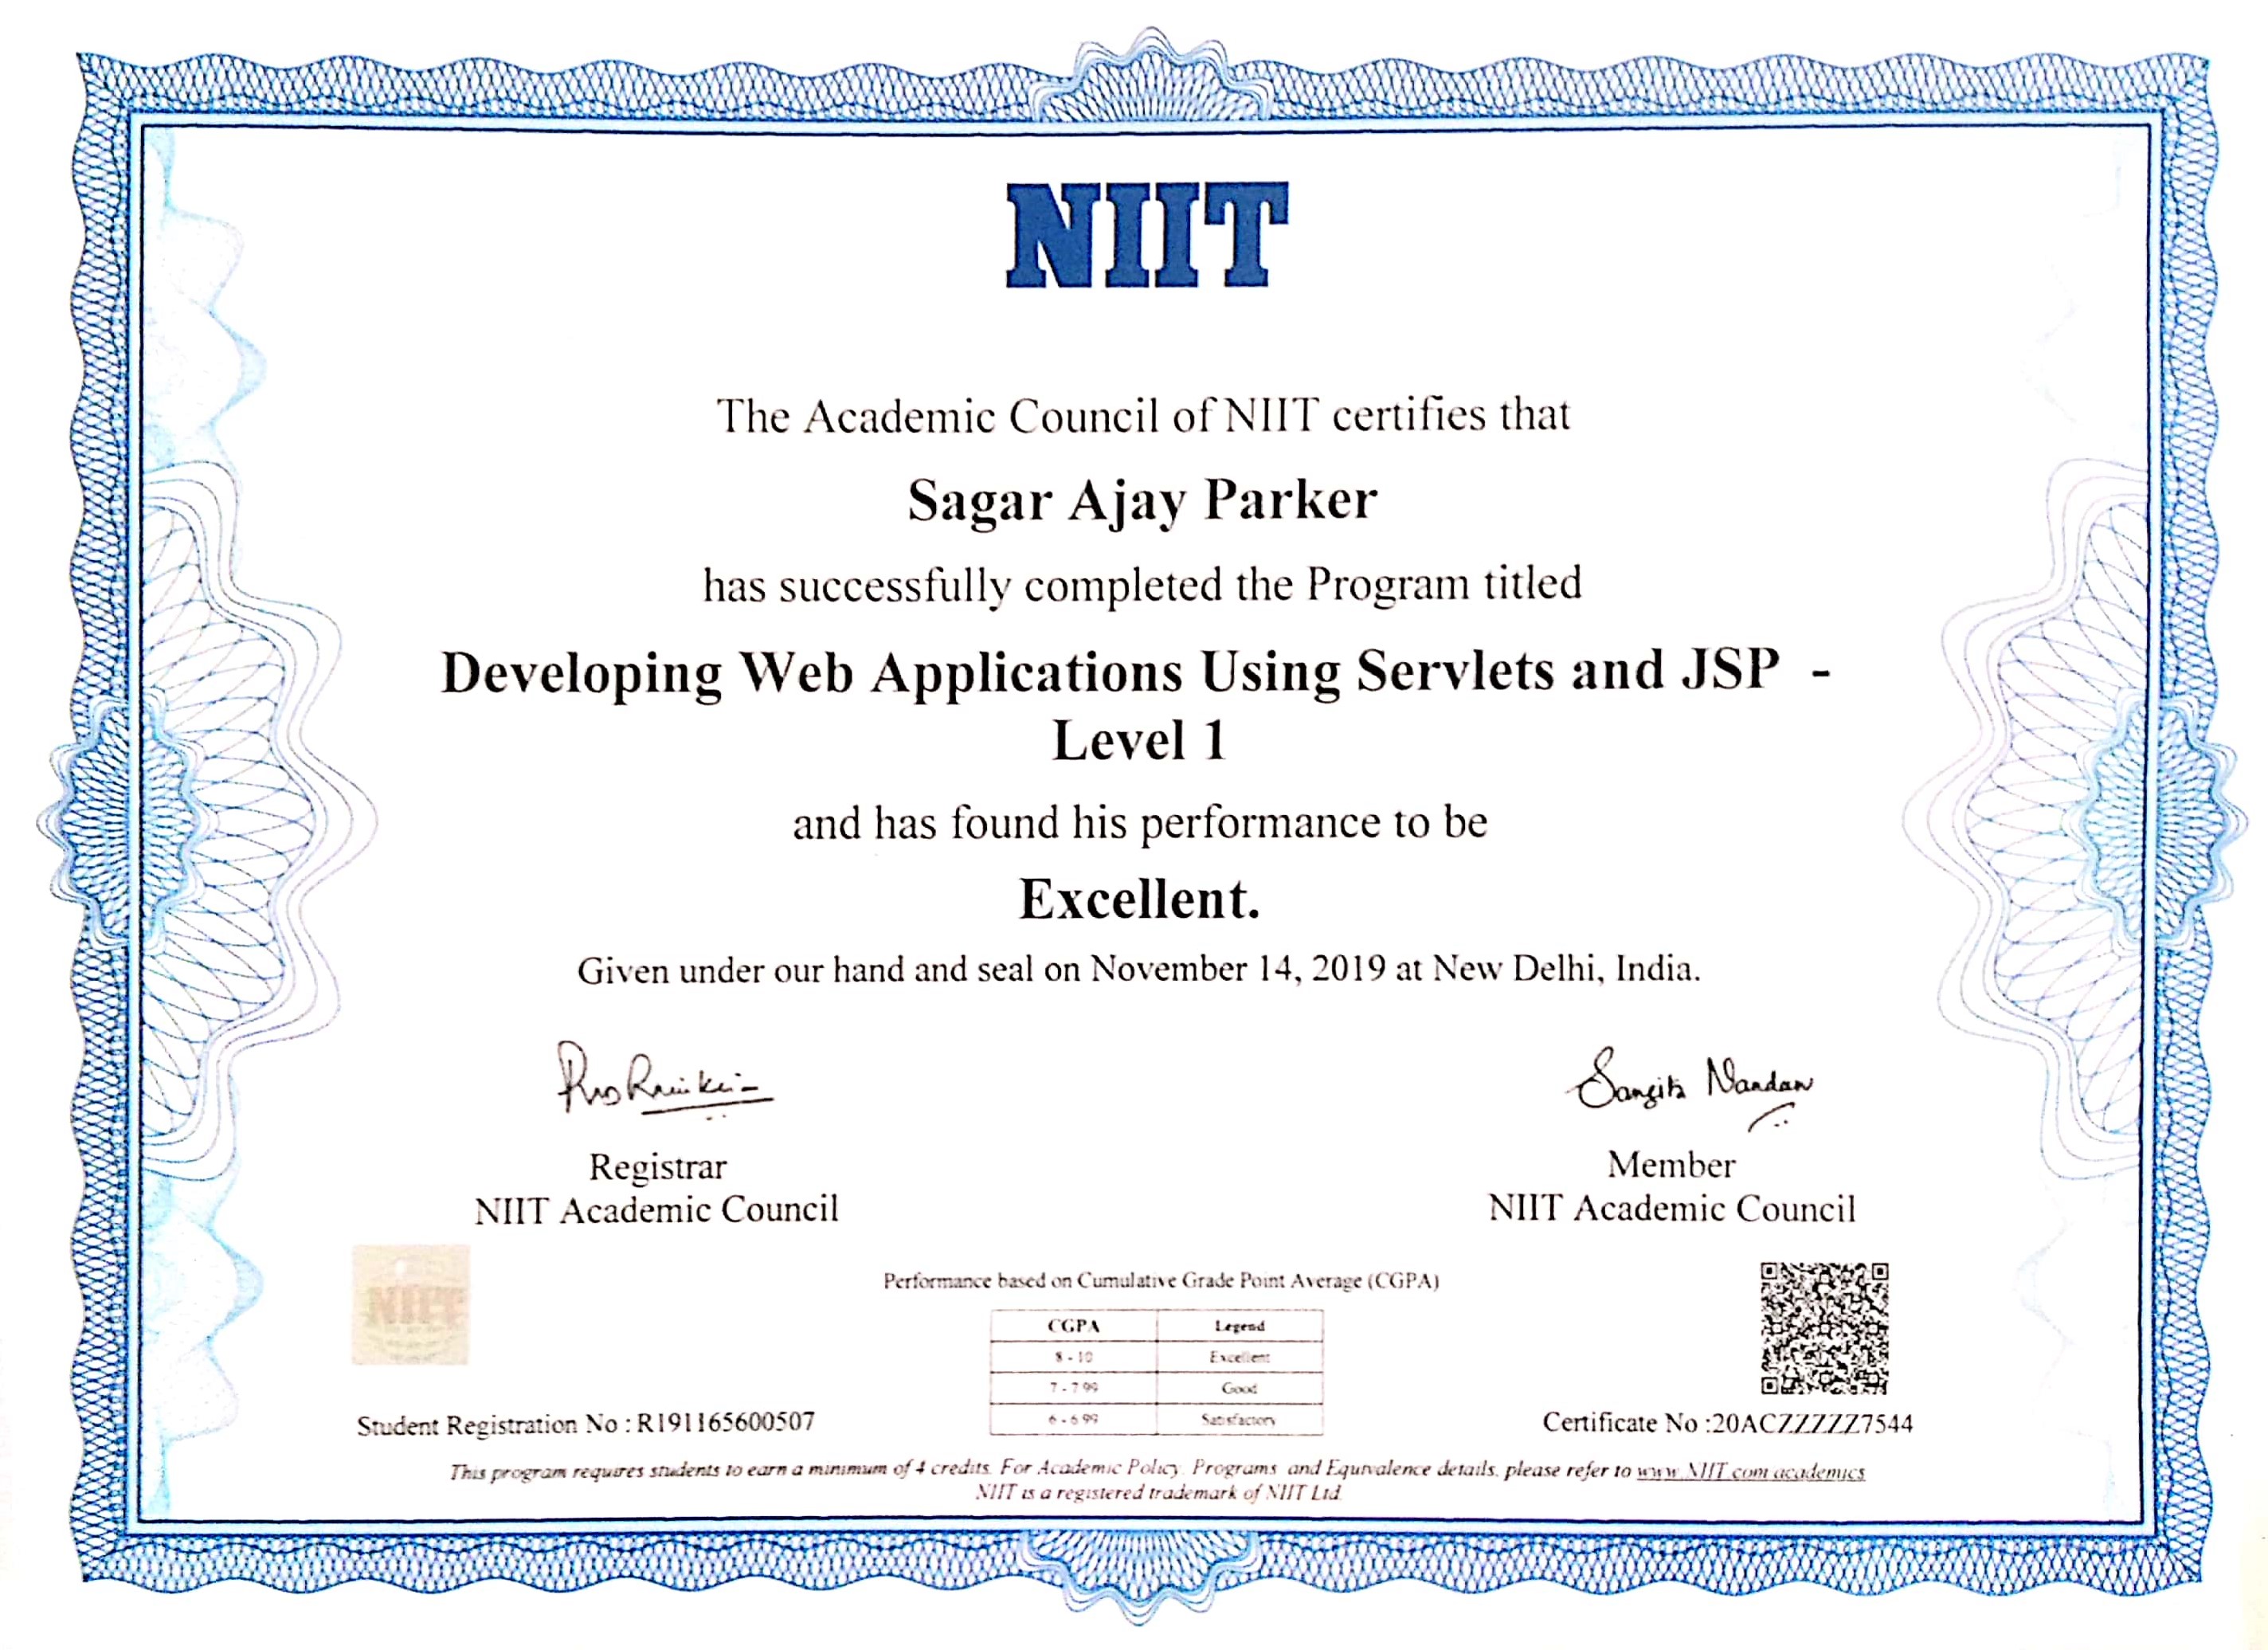 NIIT
The Academic Council of NIIT certifies that
Sagar Ajay Parker
has successfully completed the Program titled
Developing Web Applications Using Servlets and JSP -
Level 1
and has found his performance to be
Excellent.
Given under our hand and seal on November 14, 2019 at New Delhi, India.
Sangita Nandan
Registrar
NIIT Academic Council
Member
NIIT Academic Council
NIIT
Performance based on Cumulative Grade Point Average (CGPA)
CGPA Legend
8 - 10 Excellent
7 - 7.99 Good
6 - 6.99 Satisfactory
Student Registration No : R191165600507
Certificate No :20ACZZZZZ7544
This program requires students to earn a minimum of 4 credits. For Academic Policy, Programs and Equivalence details, please refer to www.NIIT.com/academics
NIIT is a registered trademark of NIIT Ltd.